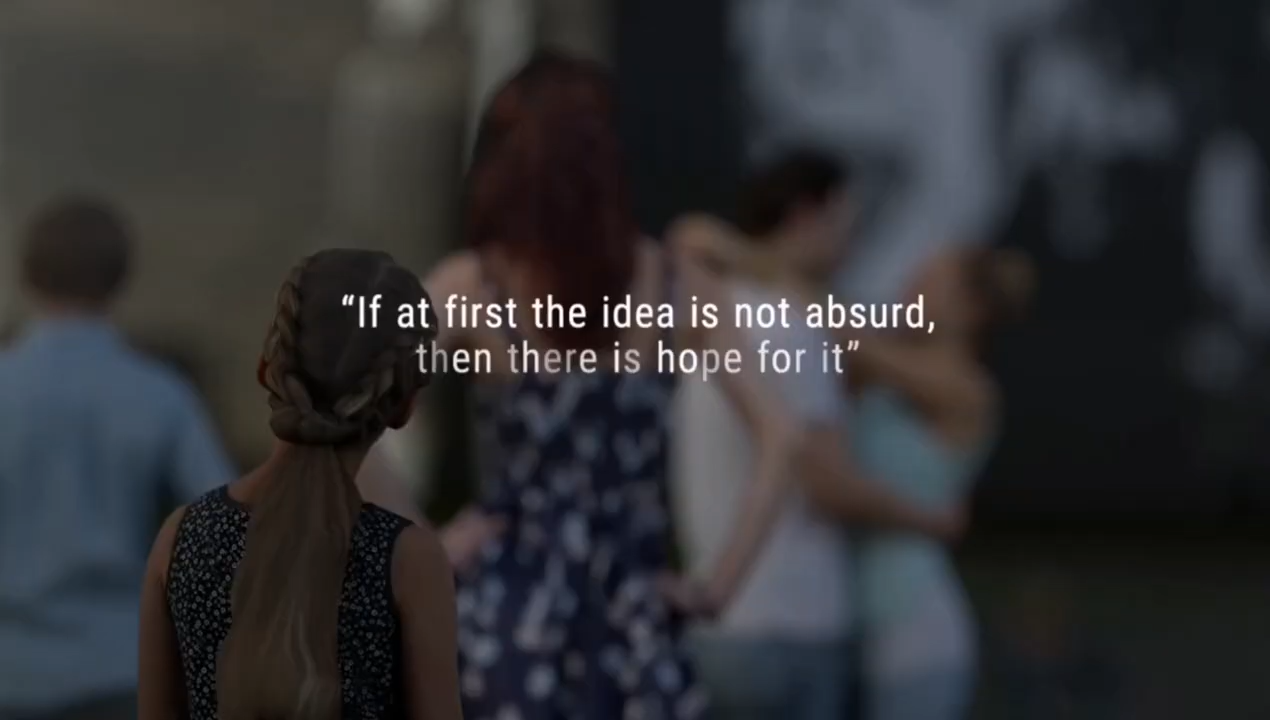 “If at first the idea is not absurd,
then there is hope for it”